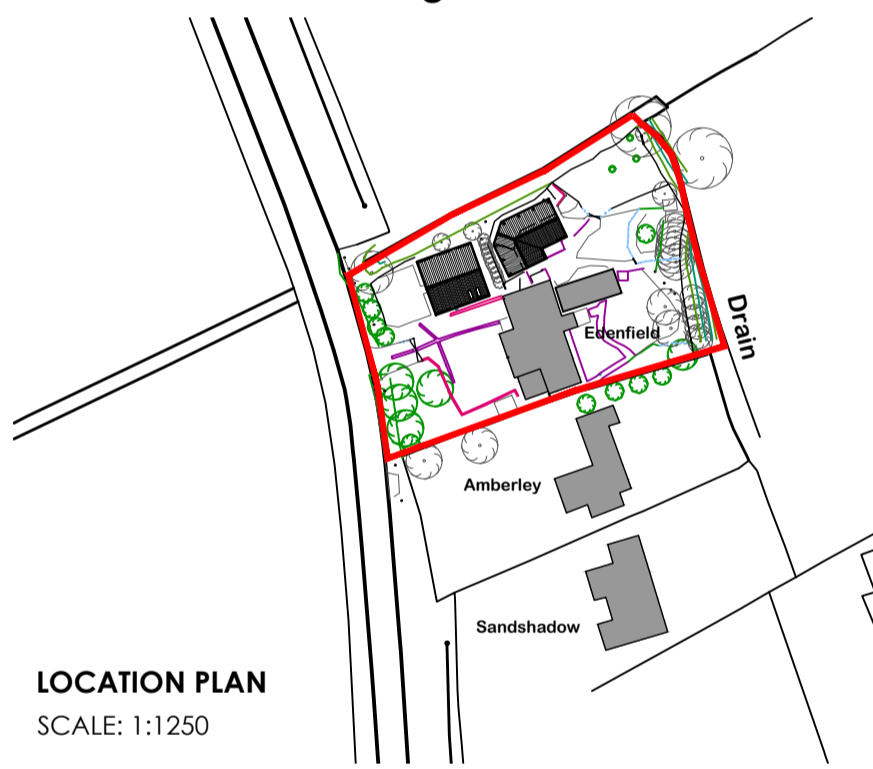 Edenfield
Drain
Amberley
Sandshadow
LOCATION PLAN
SCALE: 1:1250